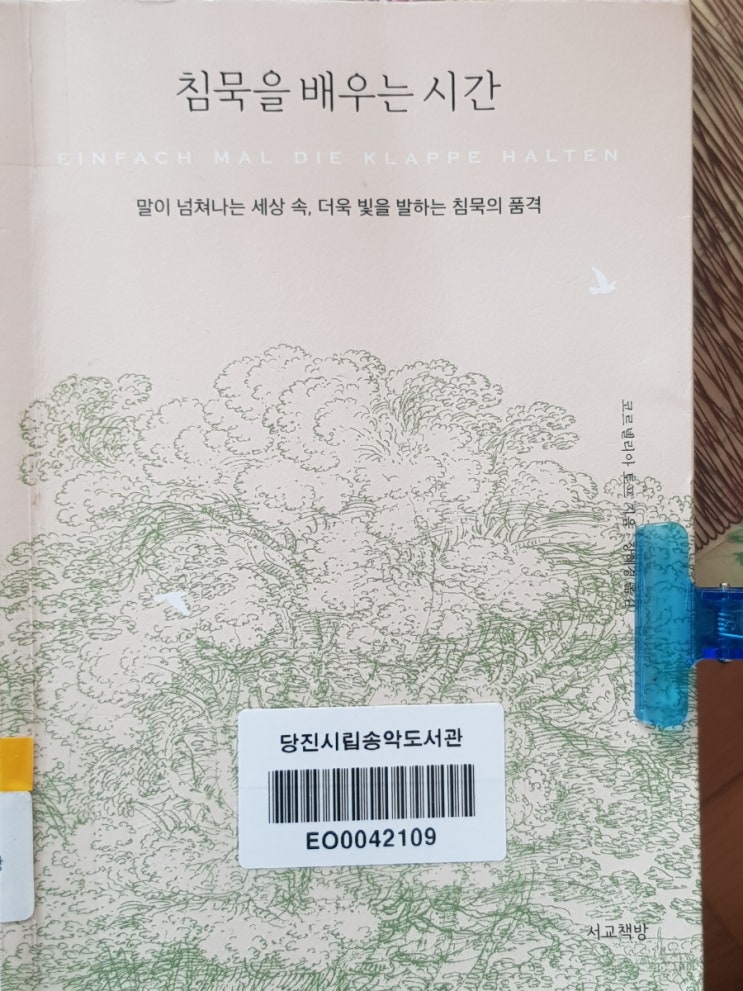 침묵을 배우는 시간
EINFACH MAL DIE KLAPPE HALTEN
말이 넘쳐나는 세상 속, 더욱 빛을 발하는 침묵의 품격
코르넬리아 토프 지음
당진시립송악도서관
EO0042109
서교책방